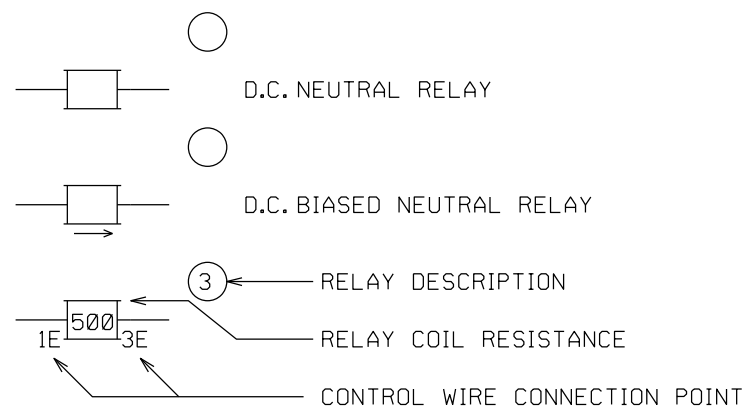 D.C. NEUTRAL RELAY
D.C. BIASED NEUTRAL RELAY
3
RELAY DESCRIPTION
500
1E
3E
RELAY COIL RESISTANCE
CONTROL WIRE CONNECTION POINT